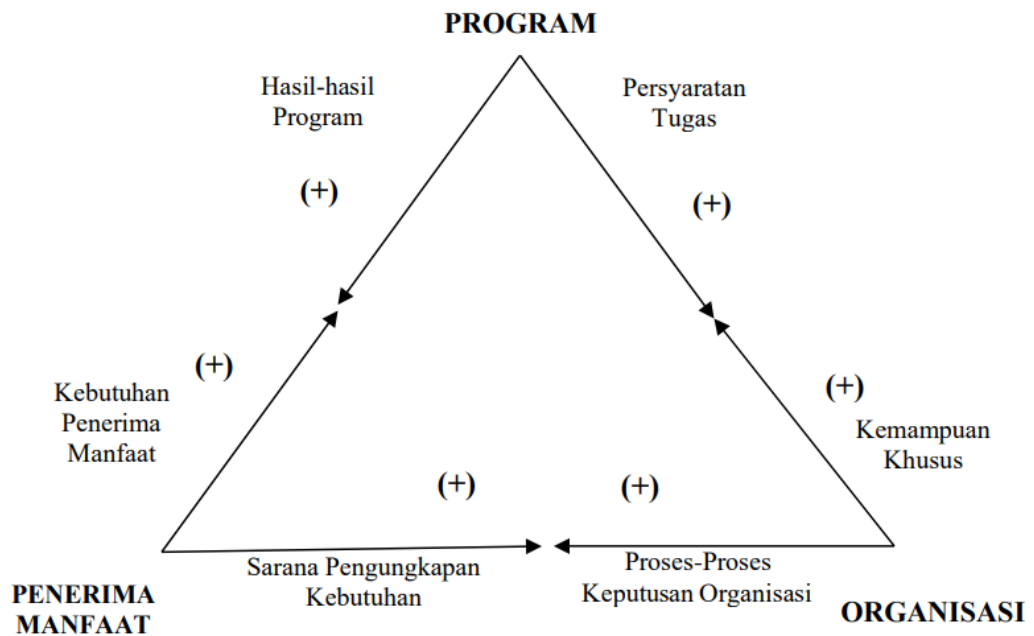 PROGRAM
Hasil-hasil
Program
Persyaratan
Tugas
(+)
(+)
(+)
Kebutuhan
Penerima
Manfaat
(+)
Kemampuan
Khusus
(+)
(+)
Sarana Pengungkapan
Kebutuhan
Proses-Proses
Keputusan Organisasi
PENERIMA
MANFAAT
ORGANISASI